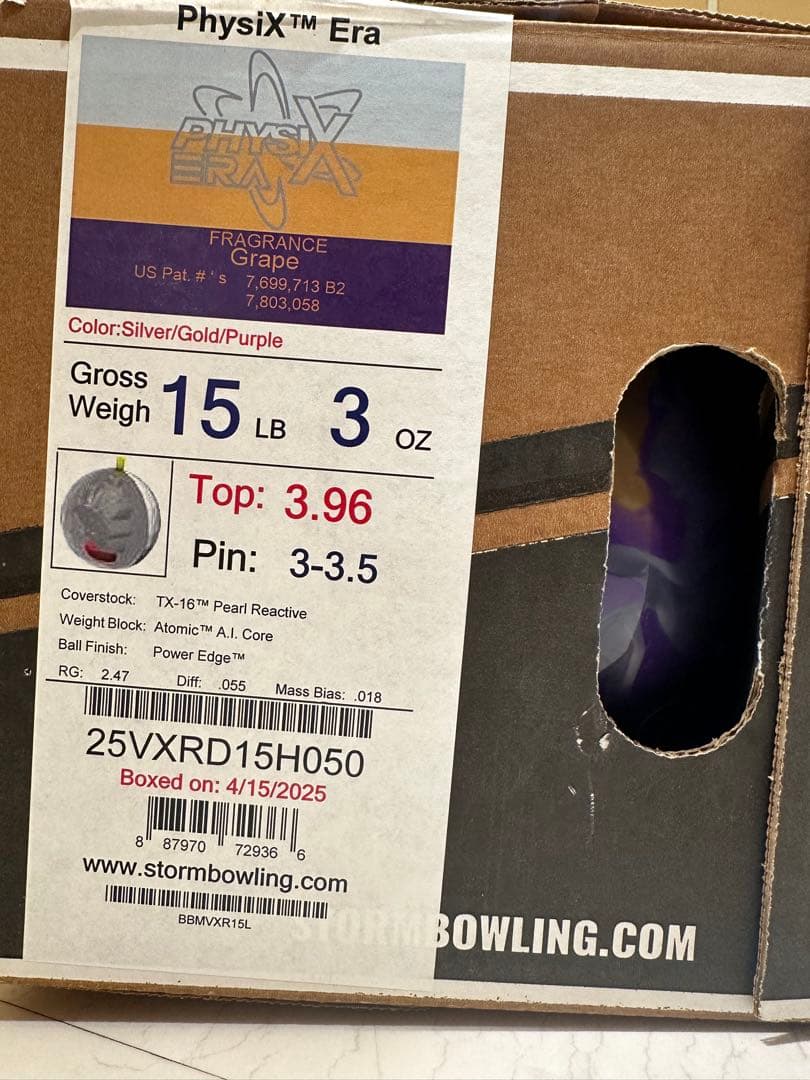 PhysiX™ Era
PHYSIX
ERA
FRAGRANCE
Grape
US Pat. # ' s 7,699,713 B2
7,803,058
Color:Silver/Gold/Purple
Gross
Weigh 15 LB 3 OZ
Top: 3.96
Pin: 3-3.5
Coverstock: TX-16™ Pearl Reactive
Weight Block: Atomic™ A.I. Core
Ball Finish: Power Edge™
RG: 2.47 Diff: .055 Mass Bias: .018
25VXRD15H050
Boxed on: 4/15/2025
8 87970 72936 6
www.stormbowling.com
BBMVXR15L
STORMBOWLING.COM